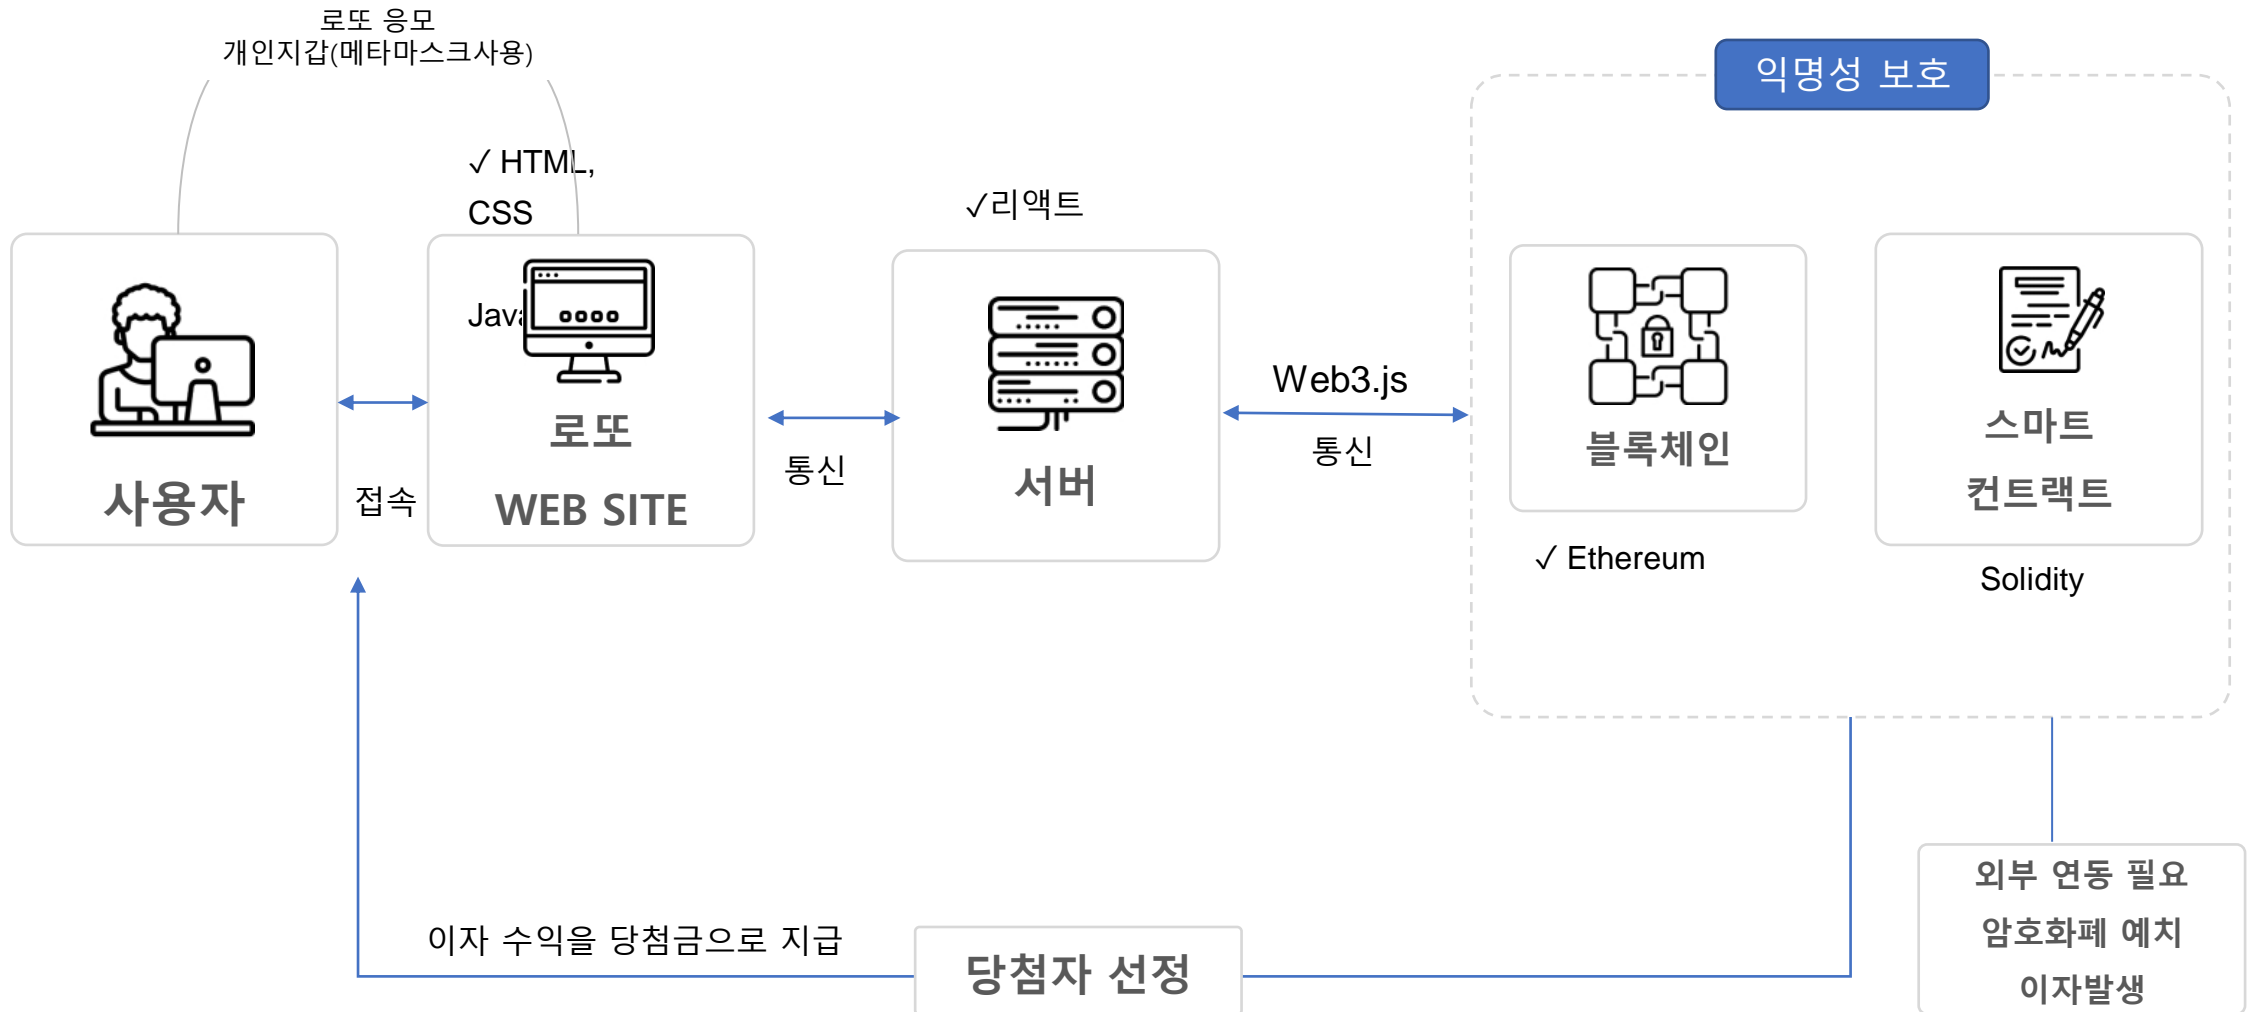 로또 응모
개인지갑(메타마스크사용)
익명성 보호
✓ HTML,
CSS
✓리액트
사용자
접속
로또
WEB SITE
통신
서버
Web3.js
통신
블록체인
✓ Ethereum
스마트
컨트랙트
Solidity
이자 수익을 당첨금으로 지급
당첨자 선정
외부 연동 필요
암호화폐 예치
이자발생